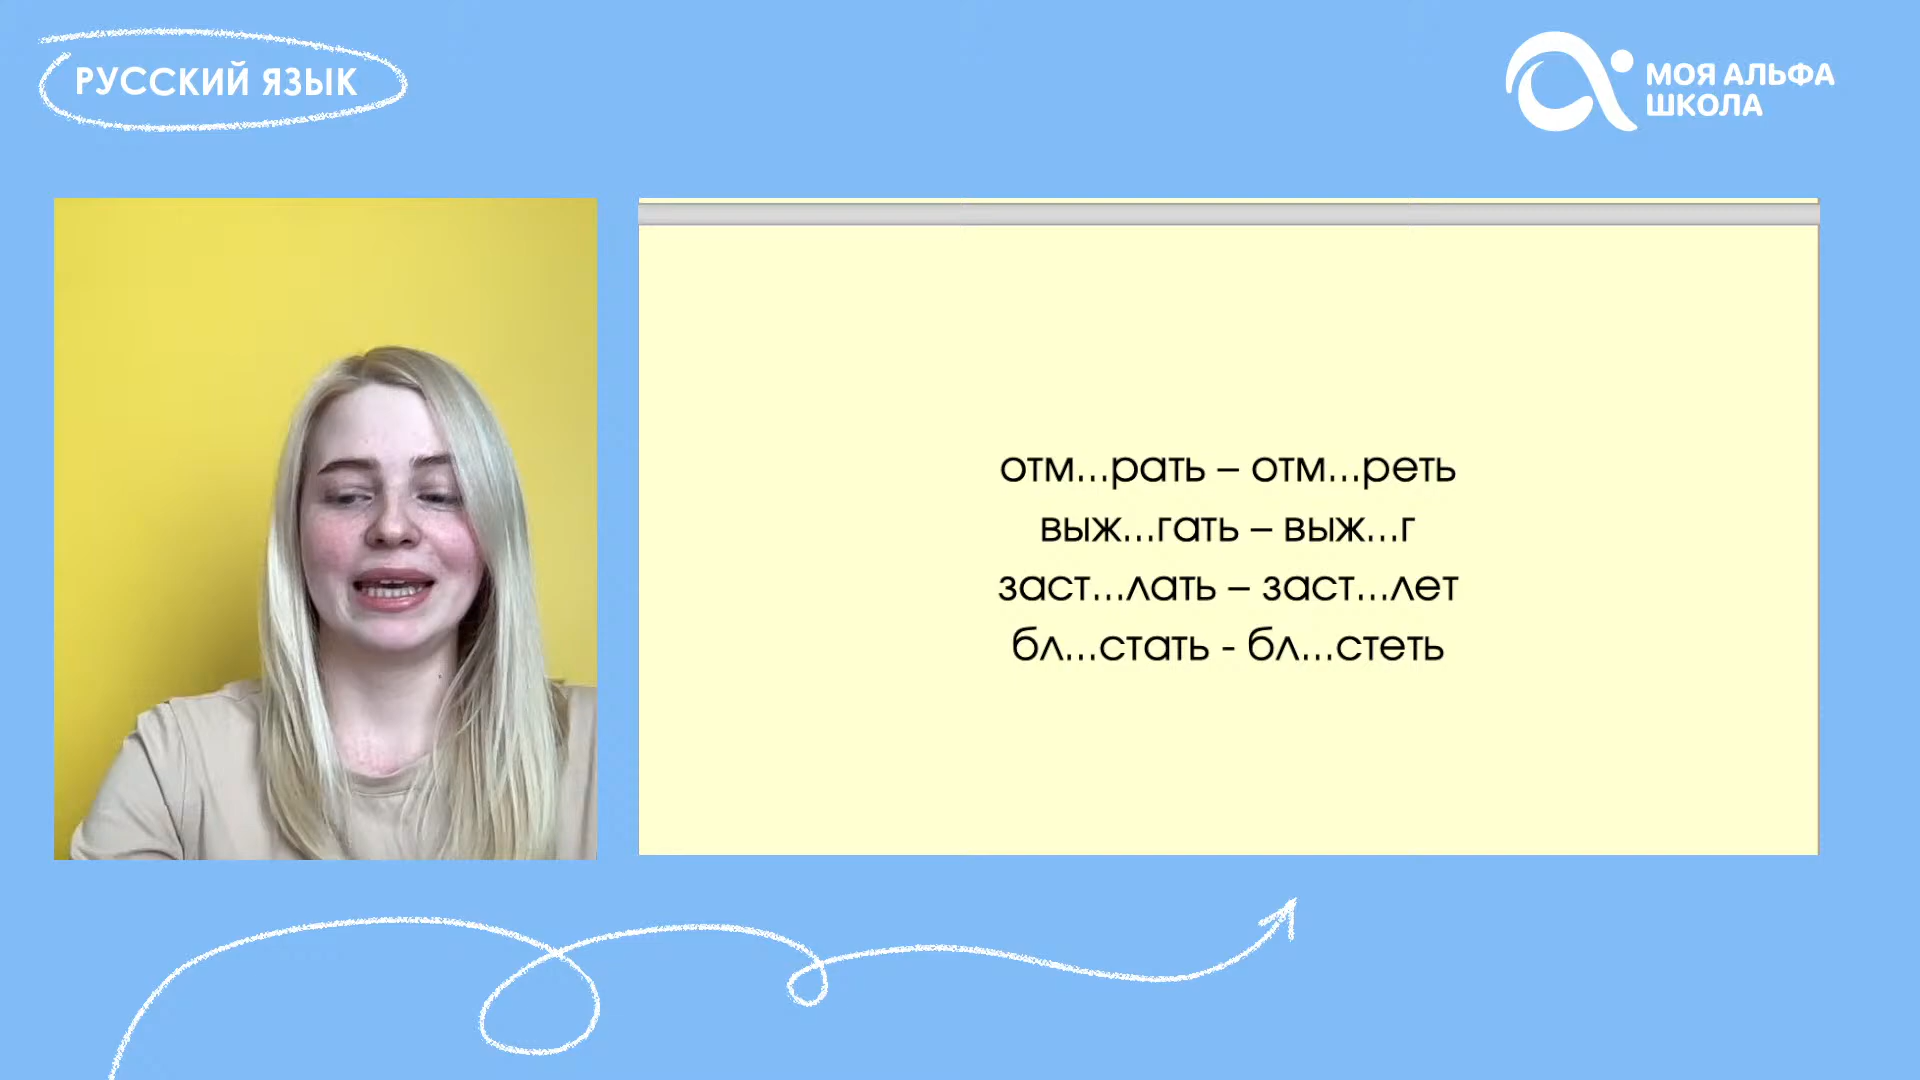 РУССКИЙ ЯЗЫК
МОЯ АЛЬФА
ШКОЛА
отм...рать – отм...реть
выж...гать – выж...г
заст...лать – заст...лет
бл...стать - бл...стеть